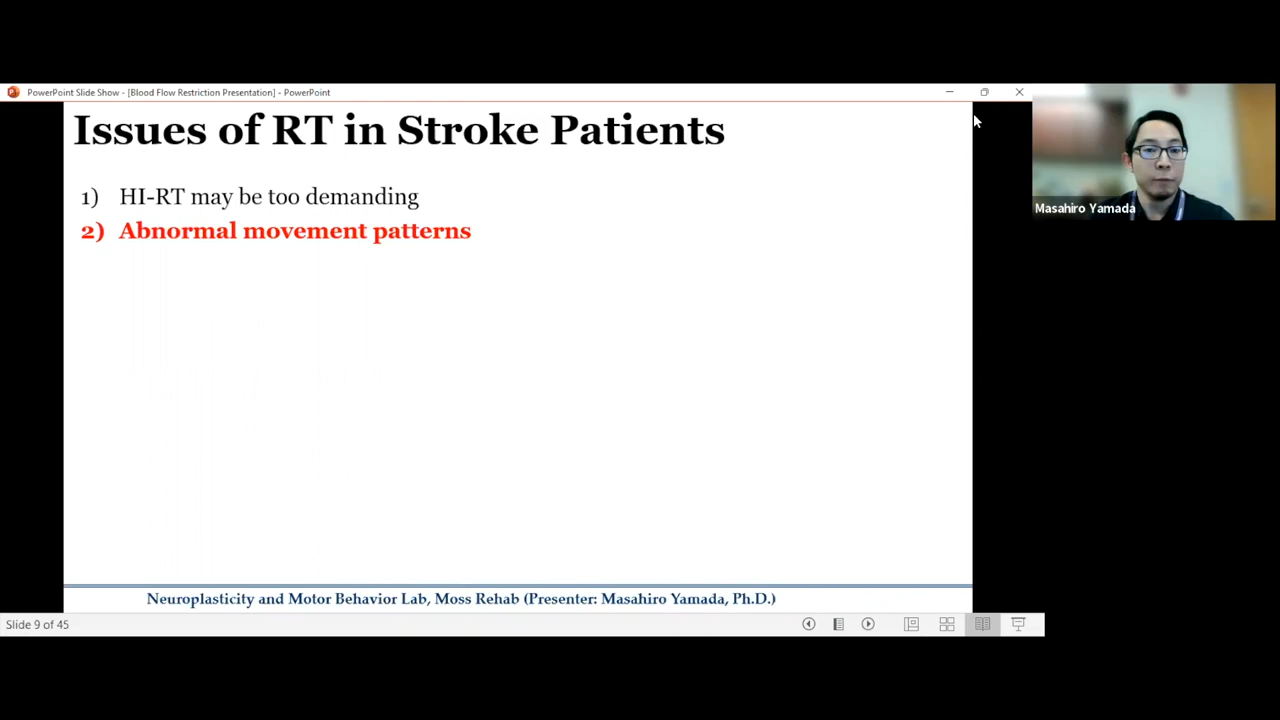 PowerPoint Slide Show - [Blood Flow Restriction Presentation] - PowerPoint
Issues of RT in Stroke Patients
1) HI-RT may be too demanding
2) Abnormal movement patterns
Masahiro Yamada
Neuroplasticity and Motor Behavior Lab, Moss Rehab (Presenter: Masahiro Yamada, Ph.D.)
Slide 9 of 45